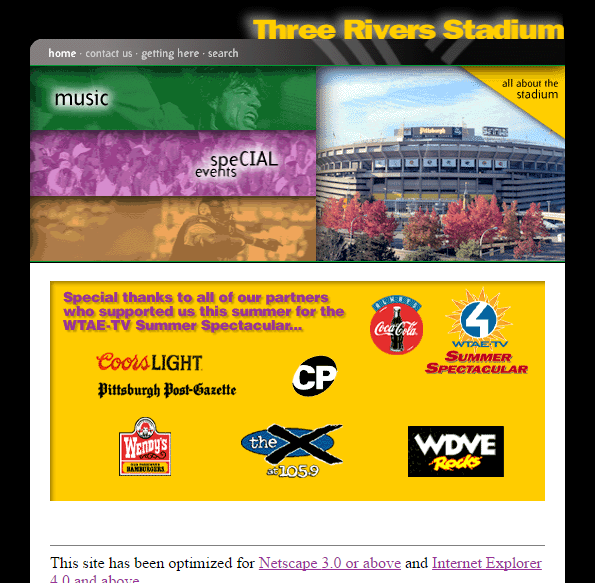 Three Rivers Stadium
home · contact us · getting here · search
music
all about the
stadium
Pittsburgh
speCIAL
events
Special thanks to all of our partners
who supported us this summer for the
WTAE-TV Summer Spectacular...
ALWAYS
Coca-Cola
4
WTAE-TV
SUMMER
SPECTACULAR
Coors LIGHT
CP
Pittsburgh Post-Gazette
WENDY'S
OLD FASHIONED
HAMBURGERS
the X
at 105.9
WDVE
Rocks
This site has been optimized for Netscape 3.0 or above and Internet Explorer
4.0 and above